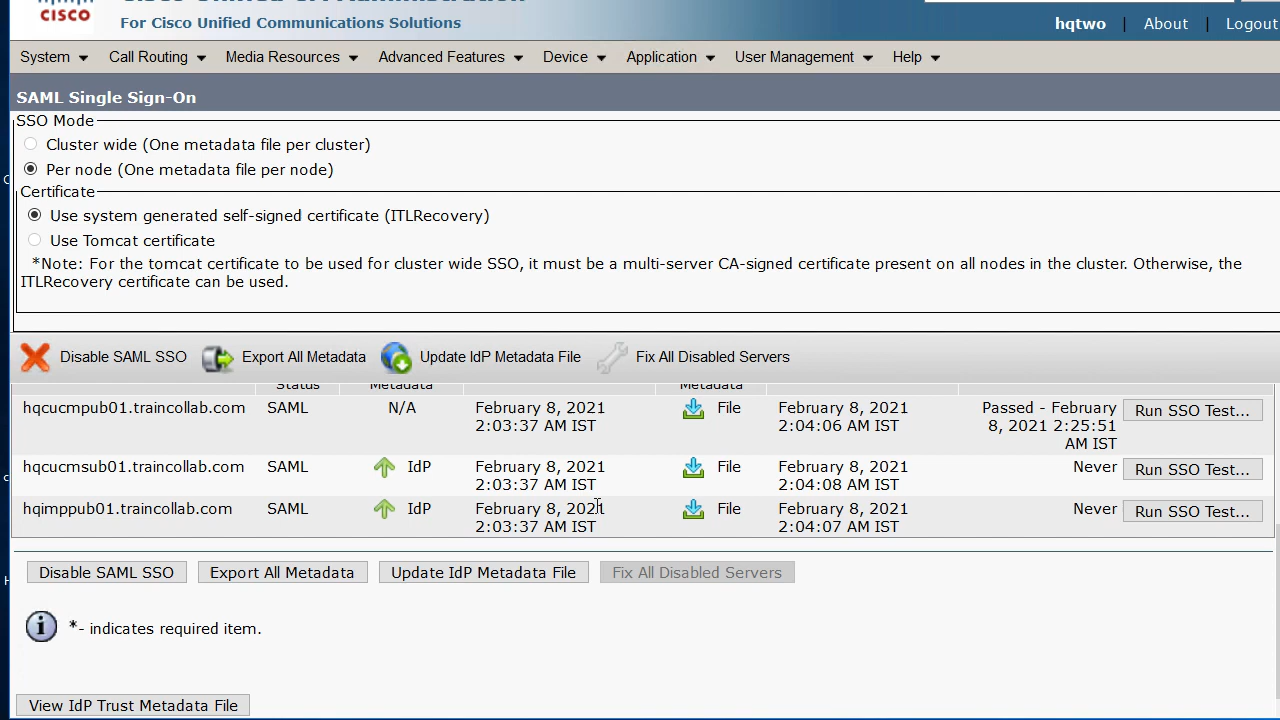 CISCO
For Cisco Unified Communications Solutions
hqtwo | About | Logout
System Call Routing Media Resources Advanced Features Device Application User Management Help
SAML Single Sign-On
SSO Mode
Cluster wide (One metadata file per cluster)
Per node (One metadata file per node)
Certificate
Use system generated self-signed certificate (ITLRecovery)
Use Tomcat certificate
*Note: For the tomcat certificate to be used for cluster wide SSO, it must be a multi-server CA-signed certificate present on all nodes in the cluster. Otherwise, the
ITLRecovery certificate can be used.
Disable SAML SSO Export All Metadata Update IdP Metadata File Fix All Disabled Servers
Status Metadata Metadata
hqcucmpub01.traincollab.com SAML N/A February 8, 2021 File February 8, 2021 Passed - February Run SSO Test...
2:03:37 AM IST 2:04:06 AM IST 8, 2021 2:25:51
AM IST
hqcucmsub01.traincollab.com SAML IdP February 8, 2021 File February 8, 2021 Never Run SSO Test...
2:03:37 AM IST 2:04:08 AM IST
hqimppub01.traincollab.com SAML IdP February 8, 2021 File February 8, 2021 Never Run SSO Test...
2:03:37 AM IST 2:04:07 AM IST
Disable SAML SSO Export All Metadata Update IdP Metadata File Fix All Disabled Servers
*- indicates required item.
View IdP Trust Metadata File